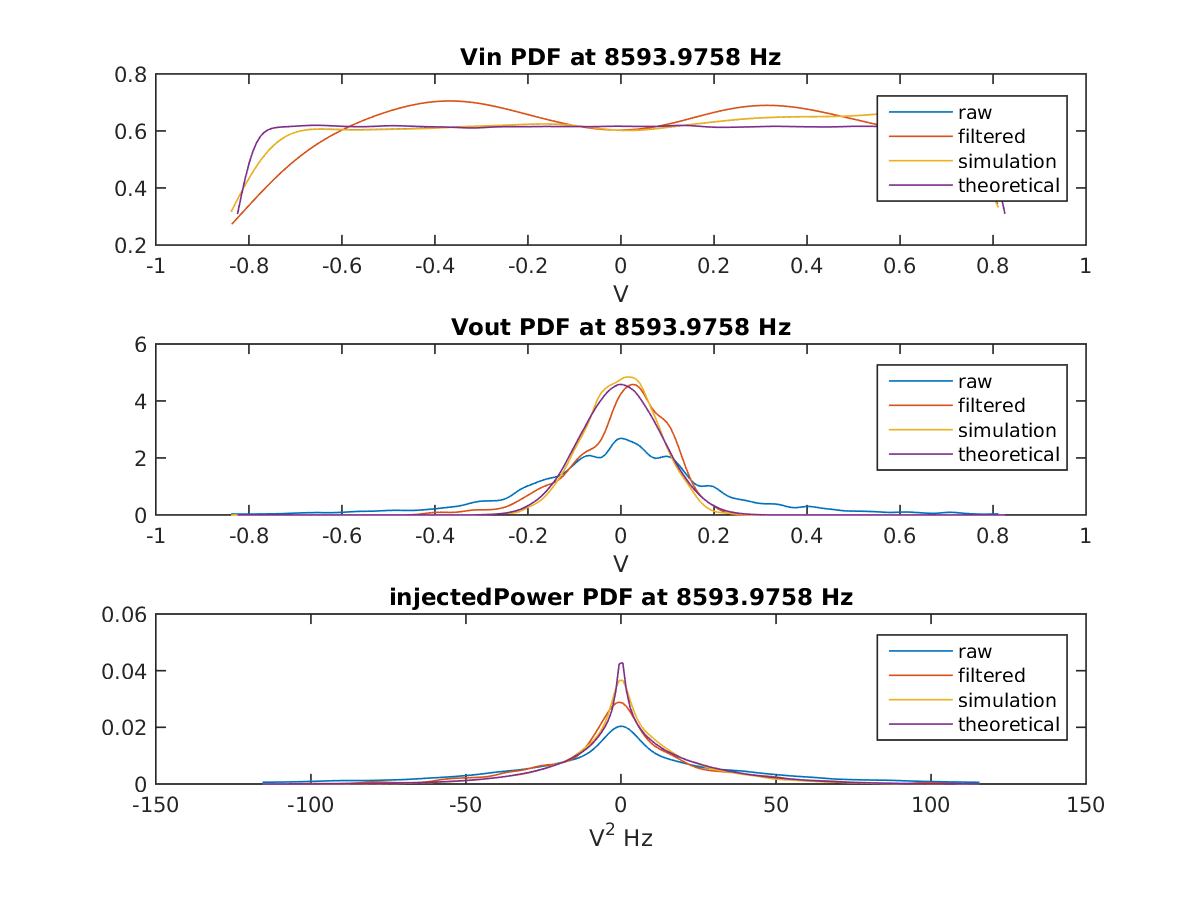 Vin PDF at 8593.9758 Hz
0.8
0.6
0.4
0.2
raw
filtered
simulation
theoretical
-1 -0.8 -0.6 -0.4 -0.2 0 0.2 0.4 0.6 0.8 1
V
Vout PDF at 8593.9758 Hz
6
4
2
0
raw
filtered
simulation
theoretical
-1 -0.8 -0.6 -0.4 -0.2 0 0.2 0.4 0.6 0.8 1
V
injectedPower PDF at 8593.9758 Hz
0.06
0.04
0.02
0
raw
filtered
simulation
theoretical
-150 -100 -50 0 50 100 150
V² Hz